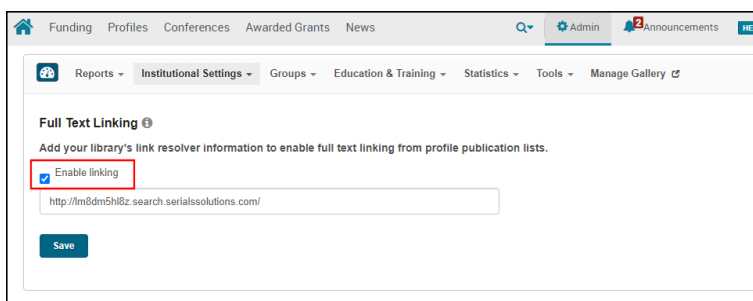 Funding Profiles Conferences Awarded Grants News Admin 2 Announcements HE
Reports Institutional Settings Groups Education & Training Statistics Tools Manage Gallery
Full Text Linking
Add your library's link resolver information to enable full text linking from profile publication lists.
Enable linking
http://lm8dm5hl8z.search.serialssolutions.com/
Save